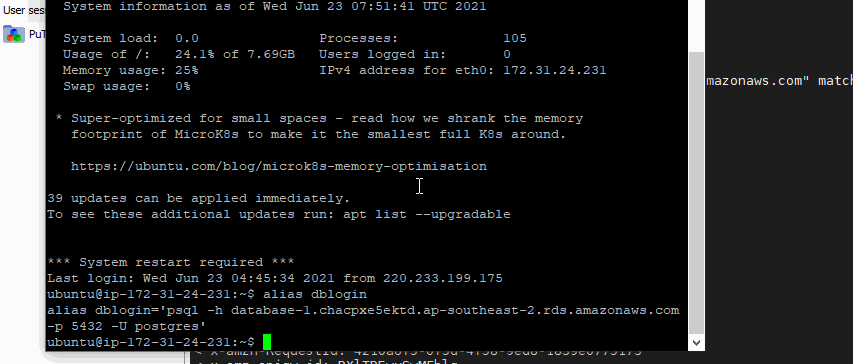 User ses
PuT
System information as of Wed Jun 23 07:51:41 UTC 2021
System load: 0.0 Processes: 105
Usage of /: 24.1% of 7.69GB Users logged in: 0
Memory usage: 25% IPv4 address for eth0: 172.31.24.231
Swap usage: 0%
mazonaws.com" match
* Super-optimized for small spaces - read how we shrank the memory
footprint of MicroK8s to make it the smallest full K8s around.
https://ubuntu.com/blog/microk8s-memory-optimisation
39 updates can be applied immediately.
To see these additional updates run: apt list --upgradable
*** System restart required ***
Last login: Wed Jun 23 04:45:34 2021 from 220.233.199.175
ubuntu@ip-172-31-24-231:~$ alias dblogin
alias dblogin='psql -h database-1.chacpxe5ektd.ap-southeast-2.rds.amazonaws.com
-p 5432 -U postgres'
ubuntu@ip-172-31-24-231:~$